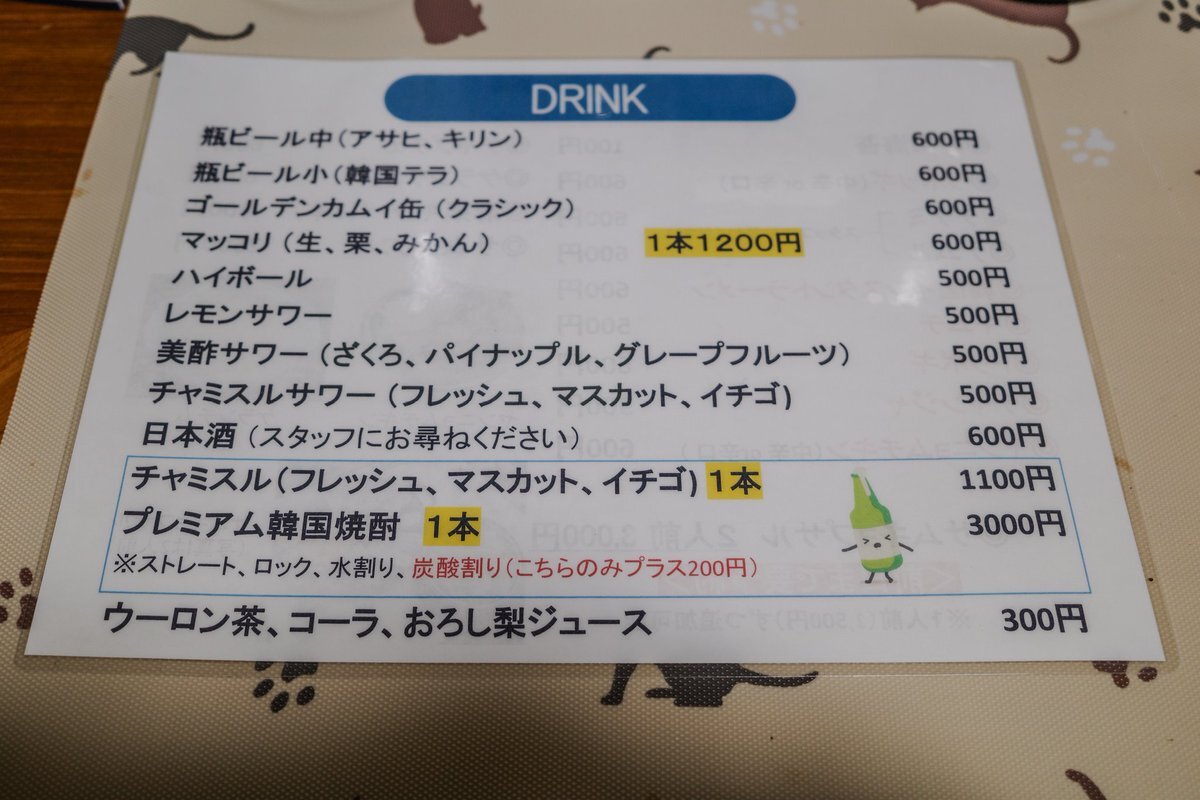 DRINK
瓶ビール中（アサヒ、キリン） 600円
瓶ビール小（韓国テラ） 600円
ゴールデンカムイ缶（クラシック） 600円
マッコリ（生、栗、みかん） 1本1200円 600円
ハイボール 500円
レモンサワー 500円
美酢サワー（ざくろ、パイナップル、グレープフルーツ） 500円
チャミスルサワー（フレッシュ、マスカット、イチゴ) 500円
日本酒（スタッフにお尋ねください） 600円
チャミスル（フレッシュ、マスカット、イチゴ) 1本 1100円
プレミアム韓国焼酎 1本 3000円
※ストレート、ロック、水割り、炭酸割り（こちらのみプラス200円）
ウーロン茶、コーラ、おろし梨ジュース 300円